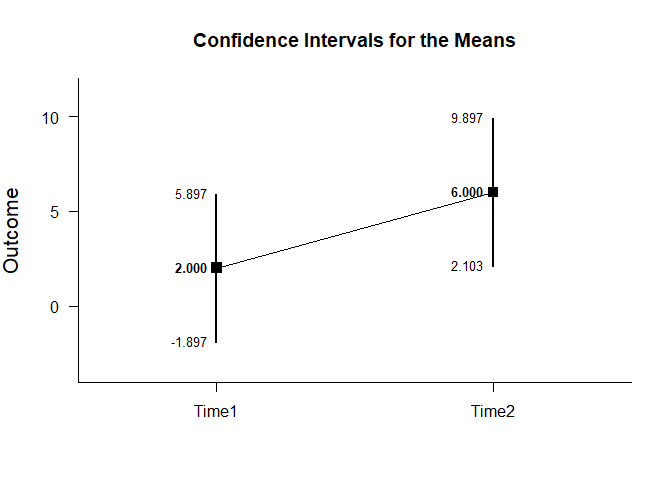 Confidence Intervals for the Means
Outcome
10
5
0
9.897
5.897
6.000
2.000
2.103
-1.897
Time1
Time2